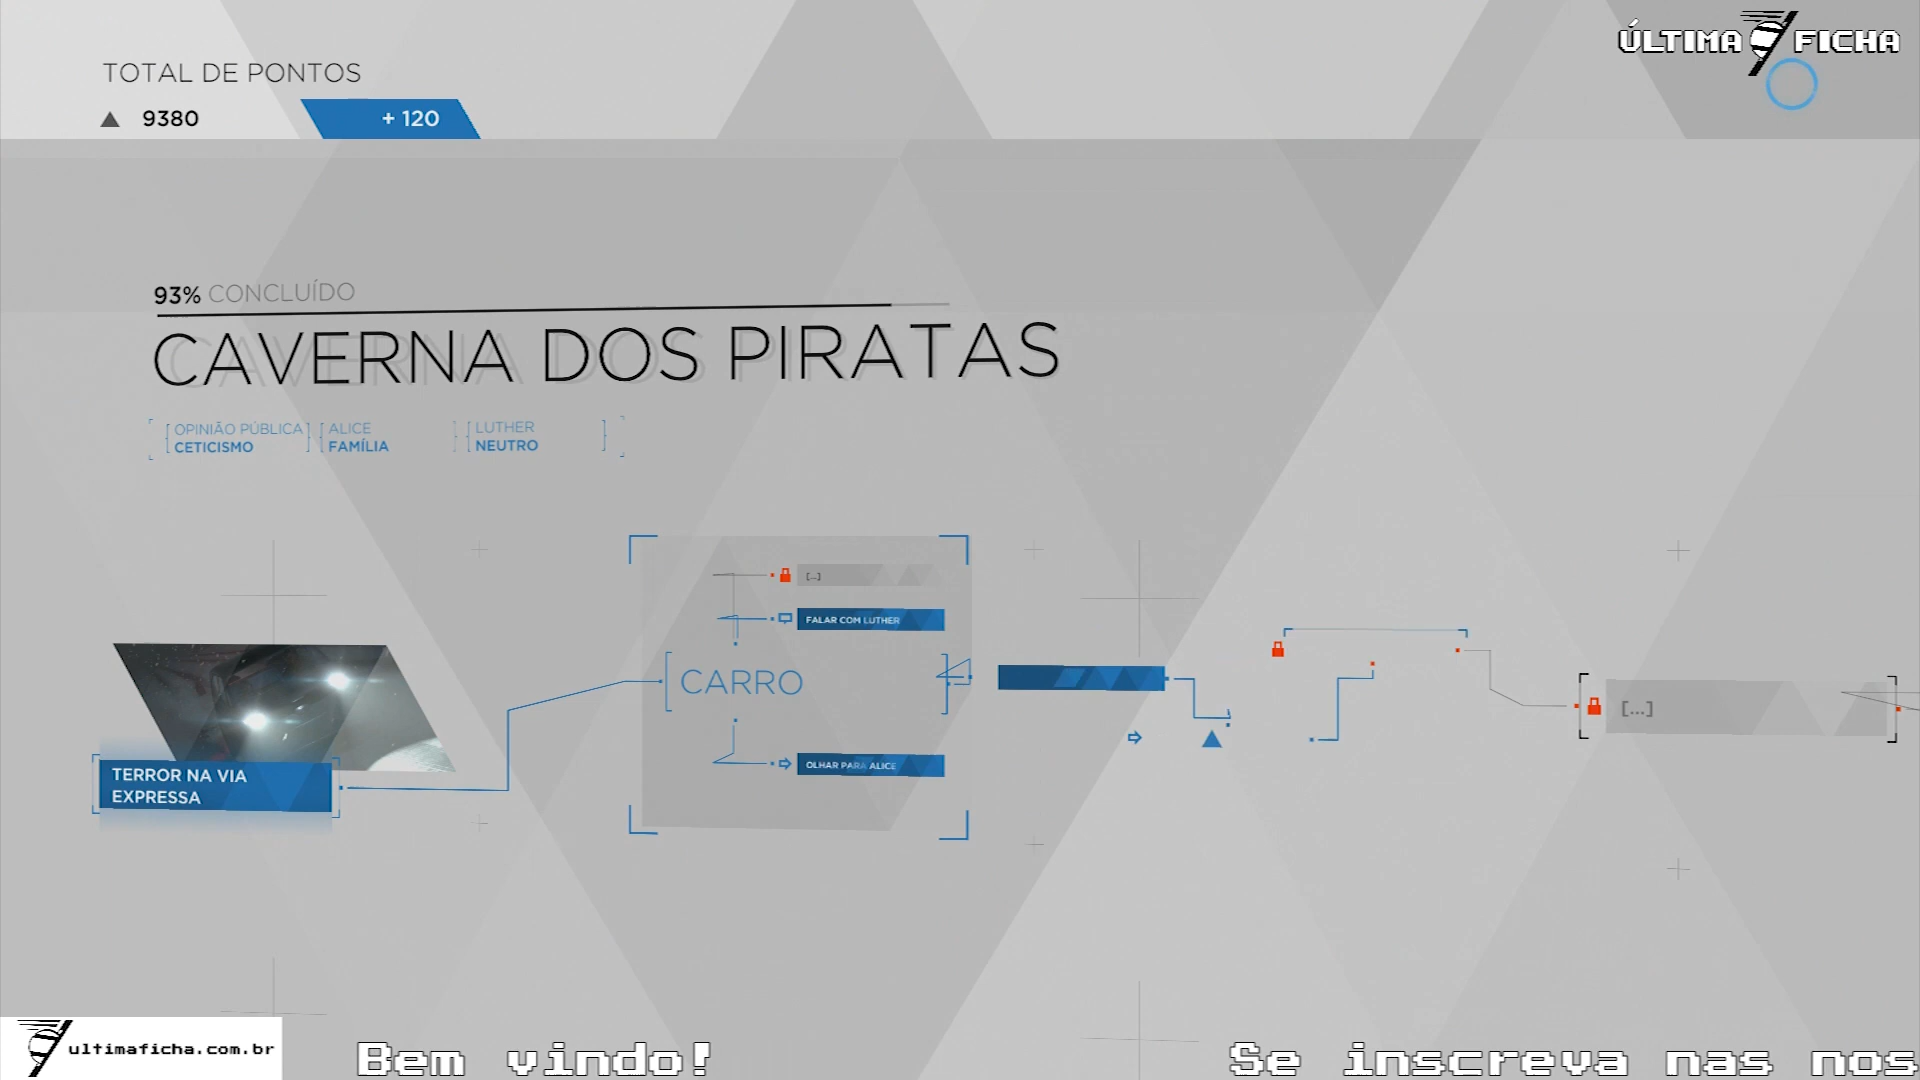 TOTAL DE PONTOS
9380
+ 120
ÚLTIMA FICHA
93% CONCLUÍDO
CAVERNA DOS PIRATAS
OPINIÃO PÚBLICA
CETICISMO
ALICE
FAMÍLIA
LUTHER
NEUTRO
[...]
FALAR COM LUTHER
CARRO
OLHAR PARA ALICE
TERROR NA VIA
EXPRESSA
[...]
ultimaficha.com.br
Bem vindo!
Se inscreva nas nos